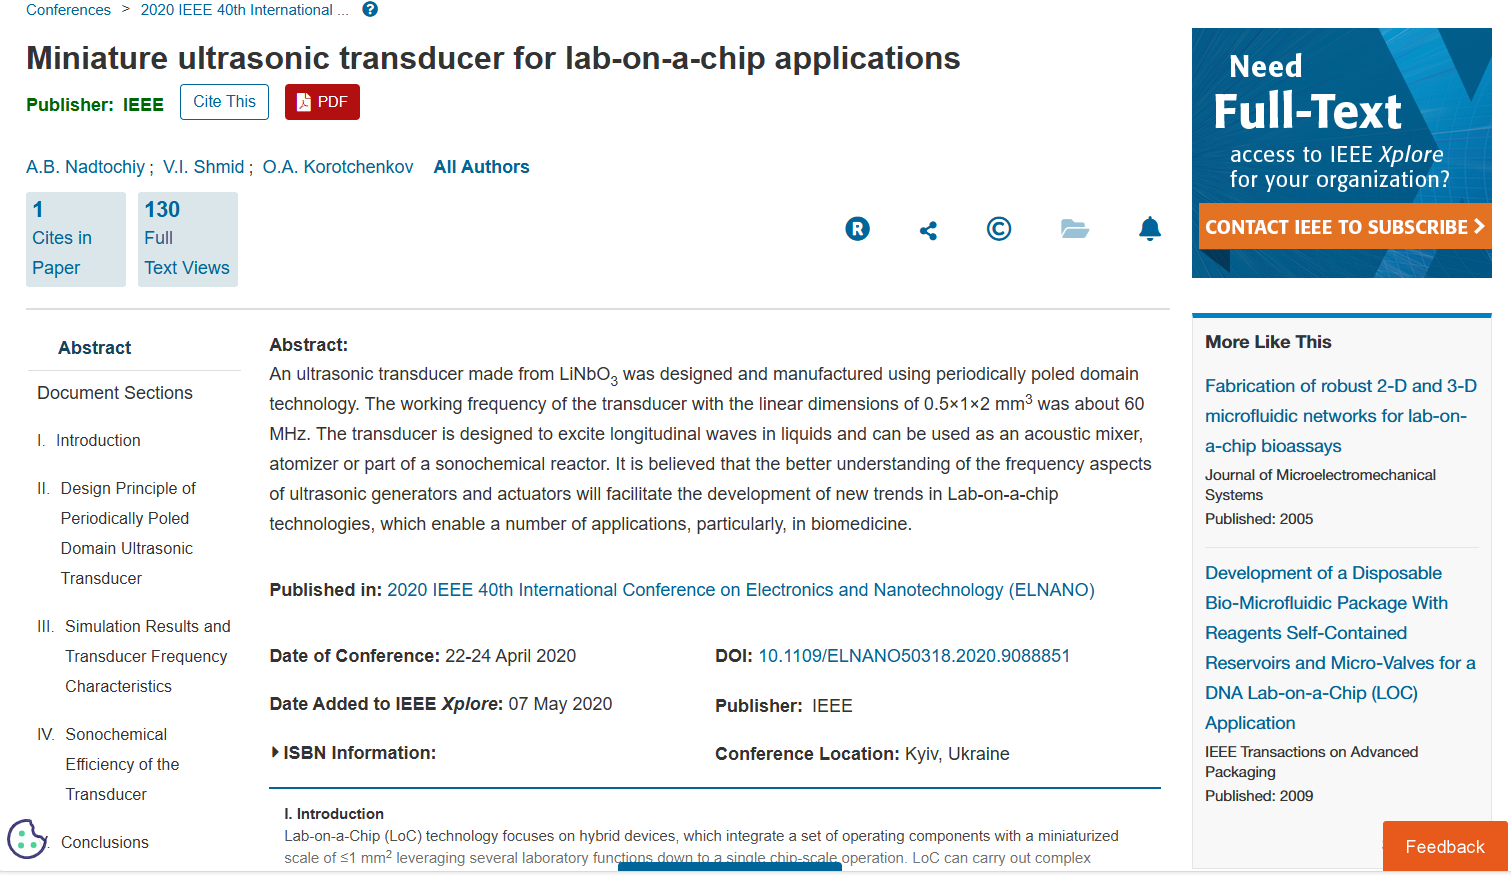 Conferences > 2020 IEEE 40th International ... ?
Miniature ultrasonic transducer for lab-on-a-chip applications
Publisher: IEEE Cite This PDF
A.B. Nadtochiy ; V.I. Shmid ; O.A. Korotchenkov All Authors
1
Cites in
Paper
130
Full
Text Views
R ©
Need
Full-Text
access to IEEE Xplore
for your organization?
CONTACT IEEE TO SUBSCRIBE >
Abstract
Document Sections
I. Introduction
II. Design Principle of
Periodically Poled
Domain Ultrasonic
Transducer
III. Simulation Results and
Transducer Frequency
Characteristics
IV. Sonochemical
Efficiency of the
Transducer
Conclusions
Abstract:
An ultrasonic transducer made from LiNbO3 was designed and manufactured using periodically poled domain
technology. The working frequency of the transducer with the linear dimensions of 0.5×1×2 mm³ was about 60
MHz. The transducer is designed to excite longitudinal waves in liquids and can be used as an acoustic mixer,
atomizer or part of a sonochemical reactor. It is believed that the better understanding of the frequency aspects
of ultrasonic generators and actuators will facilitate the development of new trends in Lab-on-a-chip
technologies, which enable a number of applications, particularly, in biomedicine.
Published in: 2020 IEEE 40th International Conference on Electronics and Nanotechnology (ELNANO)
Date of Conference: 22-24 April 2020
DOI: 10.1109/ELNANO50318.2020.9088851
Date Added to IEEE Xplore: 07 May 2020
Publisher: IEEE
ISBN Information:
Conference Location: Kyiv, Ukraine
I. Introduction
Lab-on-a-Chip (LoC) technology focuses on hybrid devices, which integrate a set of operating components with a miniaturized
scale of ≤1 mm² leveraging several laboratory functions down to a single chip-scale operation. LoC can carry out complex
More Like This
Fabrication of robust 2-D and 3-D
microfluidic networks for lab-on-
a-chip bioassays
Journal of Microelectromechanical
Systems
Published: 2005
Development of a Disposable
Bio-Microfluidic Package With
Reagents Self-Contained
Reservoirs and Micro-Valves for a
DNA Lab-on-a-Chip (LOC)
Application
IEEE Transactions on Advanced
Packaging
Published: 2009
Feedback